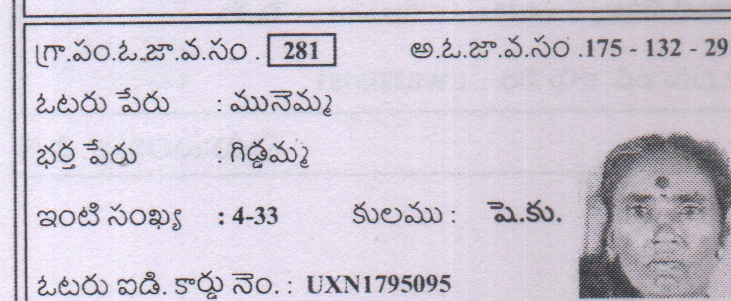 గ్రా.పం.ఓ.జా.వ.సం . 281 అ.ఓ.జా.వ.సం .175 - 132 - 29
ఓటరు పేరు : మునెమ్మ
భర్త పేరు : గిడ్డమ్మ
ఇంటి సంఖ్య : 4-33 కులము : షె.కు.
ఓటరు ఐడి. కార్డు నెం. : UXN1795095